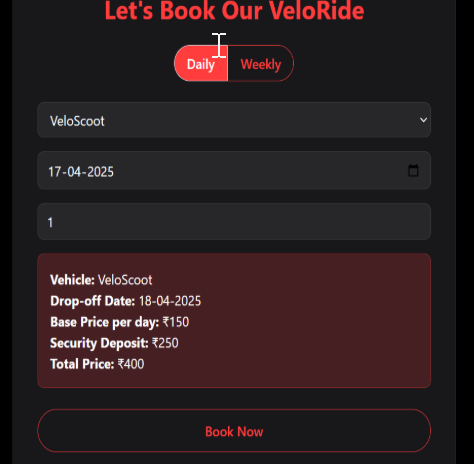 Let's Book Our VeloRide
Daily Weekly
VeloScoot
17-04-2025
1
Vehicle: VeloScoot
Drop-off Date: 18-04-2025
Base Price per day: ₹150
Security Deposit: ₹250
Total Price: ₹400
Book Now